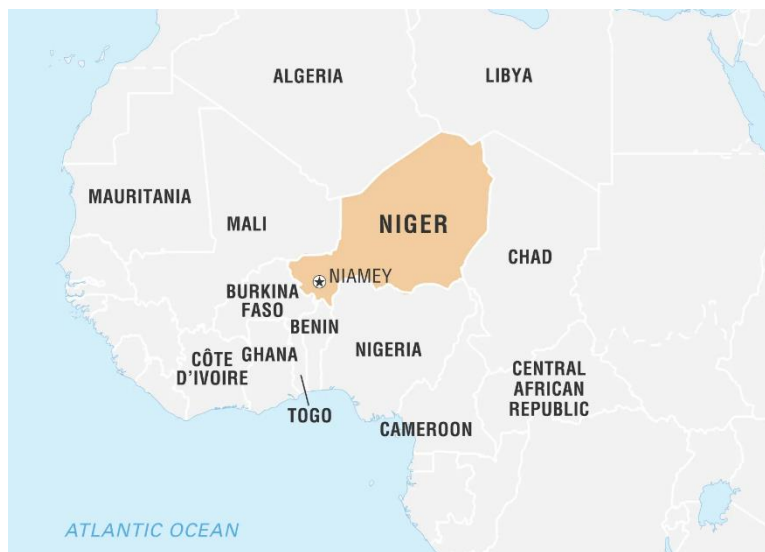 ALGERIA
LIBYA
MAURITANIA
MALI
NIGER
CHAD
NIAMEY
BURKINA
FASO
BENIN
NIGERIA
CÔTE
D'IVOIRE
GHANA
TOGO
CENTRAL
AFRICAN
REPUBLIC
CAMEROON
ATLANTIC OCEAN